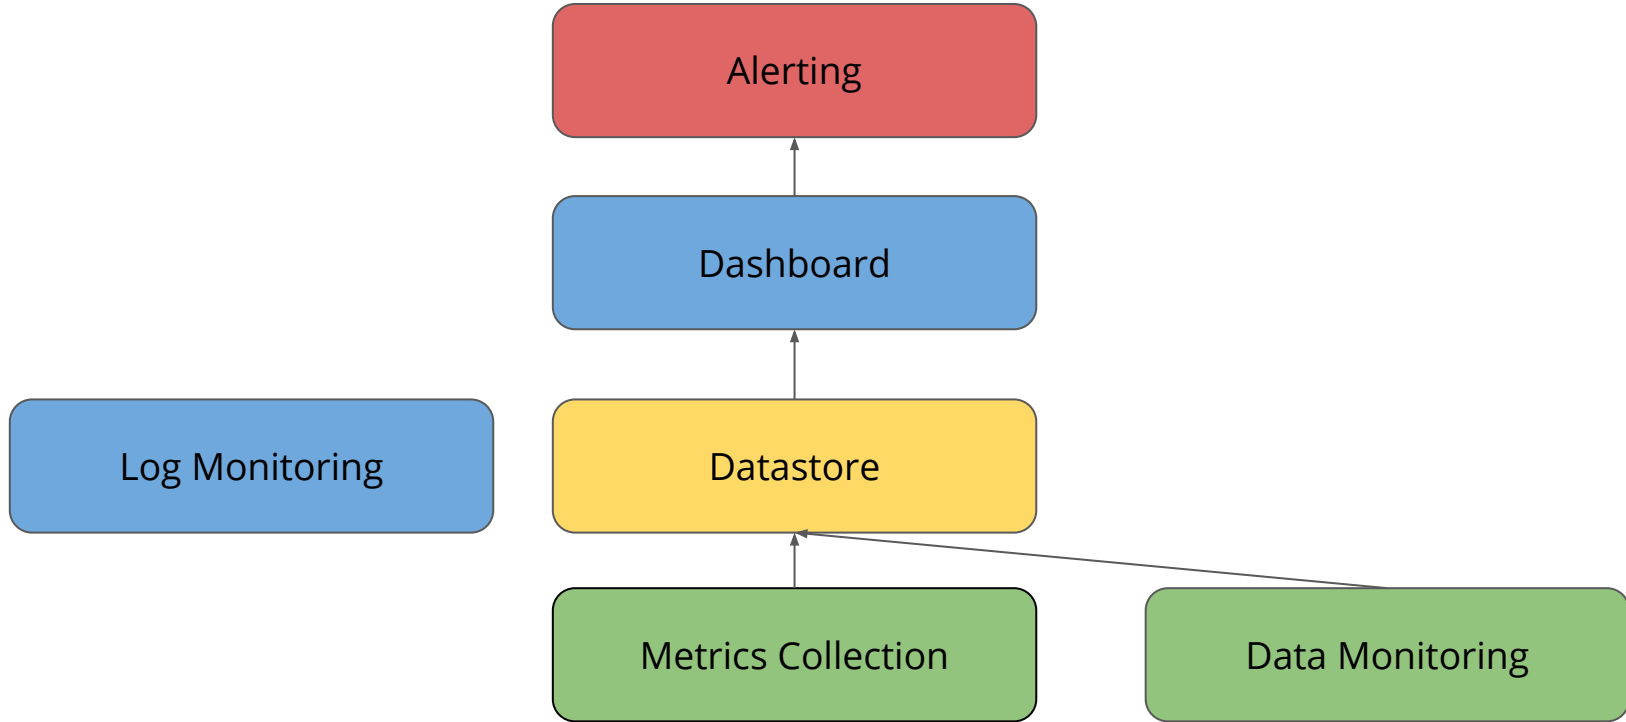 Alerting
Dashboard
Log Monitoring
Datastore
Metrics Collection
Data Monitoring